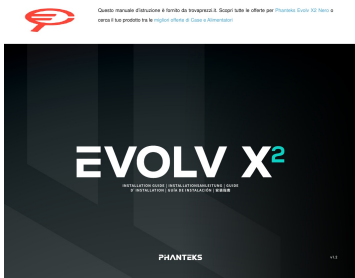 Questo manuale d'istruzione è fornito da trovaprezzi.it. Scopri tutte le offerte per Phanteks Evolv X2 Nero o
cerca il tuo prodotto tra le migliori offerte di Case e Alimentatori
EVOLV X²
INSTALLATION GUIDE | INSTALLATIONSANLEITUNG | GUIDE
D' INSTALLATION | GUÍA DE INSTALACIÓN | 安裝指南
PHANTEKS